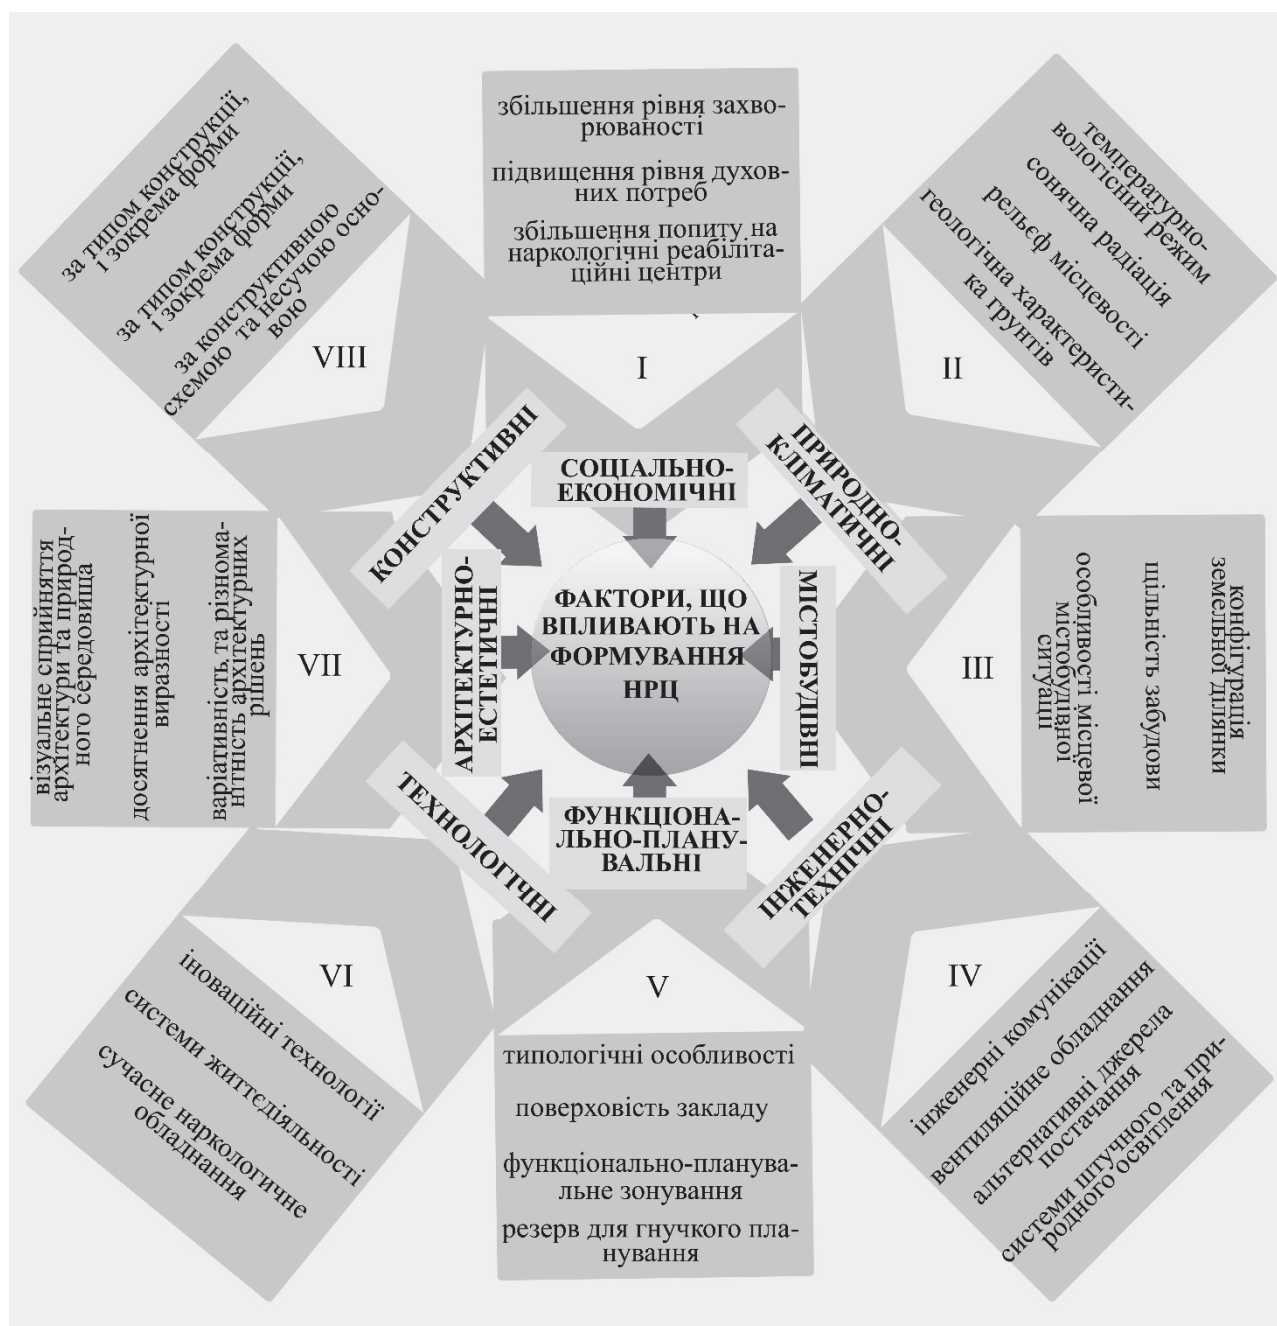 збільшення рівня захво-
рюваності
підвищення рівня духов-
них потреб
збільшення попиту на
наркологічні реабіліта-
ційні центри
I
СОЦІАЛЬНО-
ЕКОНОМІЧНІ
температурно-
вологісний режим
сонячна радіація
рельєф місцевості
геологічна характеристи-
ка грунтів
II
ПРИРОДНО-
КЛІМАТИЧНІ
конфігурація
земельної ділянки
щільність забудови
особливості місцевої
містобудівної
ситуації
III
МІСТОБУДІВНІ
інженерні комунікації
вентиляційне обладнання
альтернативні джерела
постачання
системи штучного та при-
родного освітлення
IV
ІНЖЕНЕРНО-
ТЕХНІЧНІ
ФУНКЦІОНА-
ЛЬНО-ПЛАНУ-
ВАЛЬНІ
V
типологічні особливості
поверховість закладу
функціонально-планува-
льне зонування
резерв для гнучкого пла-
нування
ТЕХНОЛОГІЧНІ
VI
іноваційні технології
системи життєдіяльності
сучасне наркологичне
обладнання
АРХІТЕКТУРНО-
ЕСТЕТИЧНІ
VII
візуальне сприйняття
архітектури та природ-
ного середовища
досягнення архітектурної
виразності
варіативність та різнома-
нітність архітектурних
рішень
КОНСТРУКТИВНІ
VIII
за типом конструкції,
і зокрема форми
за типом конструкції,
і зокрема форми
за конструктивною
схемою та несучою осно-
вою
ФАКТОРИ, ЩО
ВПЛИВАЮТЬ НА
ФОРМУВАННЯ
НРЦ